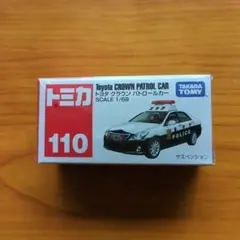 トミカ
110
Toyota CROWN PATROL CAR
トヨタ クラウン パトロールカー
SCALE 1/69
TAKARA TOMY
POLICE
サスペンション